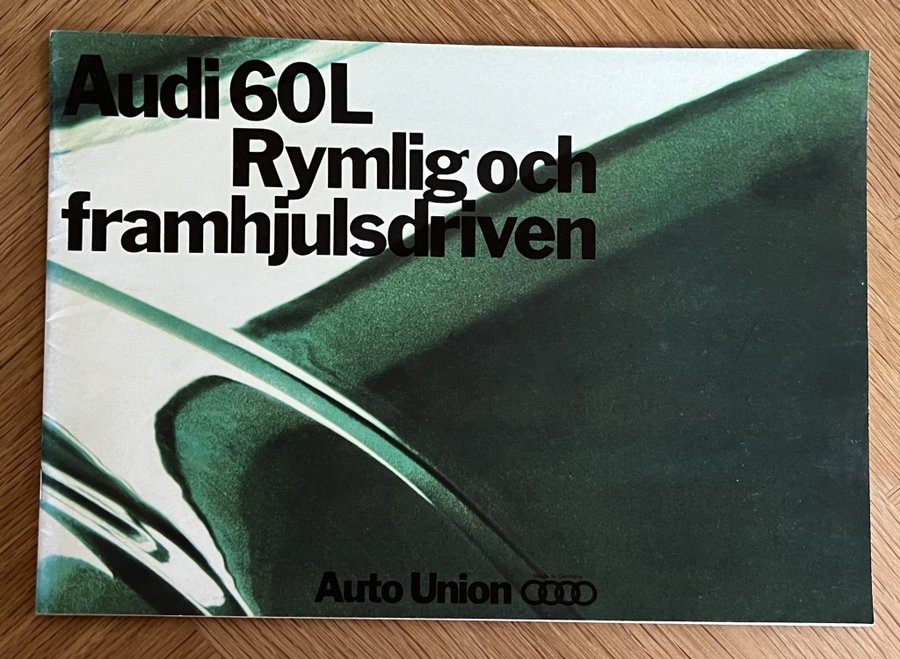 Audi 60L
Rymlig och
framhjulsdriven
Auto Union